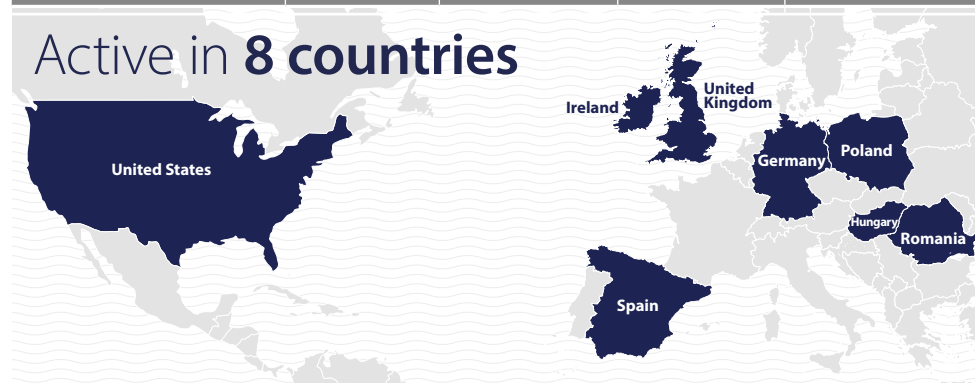 Active in 8 countries
United
Kingdom
Ireland
United States
Germany
Poland
Hungary
Romania
Spain